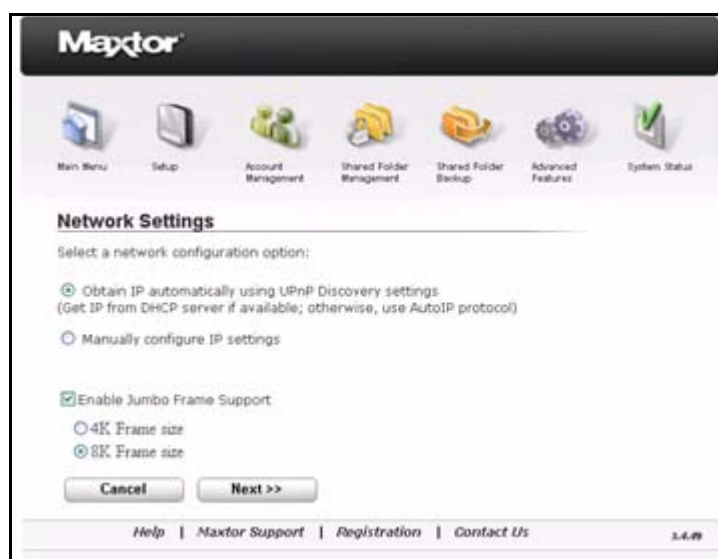 Maxtor
Main Menu
Setup
Account Management
Shared Folder Management
Shared Folder Backup
Advanced Features
System Status
Network Settings
Select a network configuration option:
Obtain IP automatically using UPnP Discovery settings
(Get IP from DHCP server if available; otherwise, use AutoIP protocol)
Manually configure IP settings
Enable Jumbo Frame Support
4K Frame size
8K Frame size
Cancel Next >>
Help | Maxtor Support | Registration | Contact Us